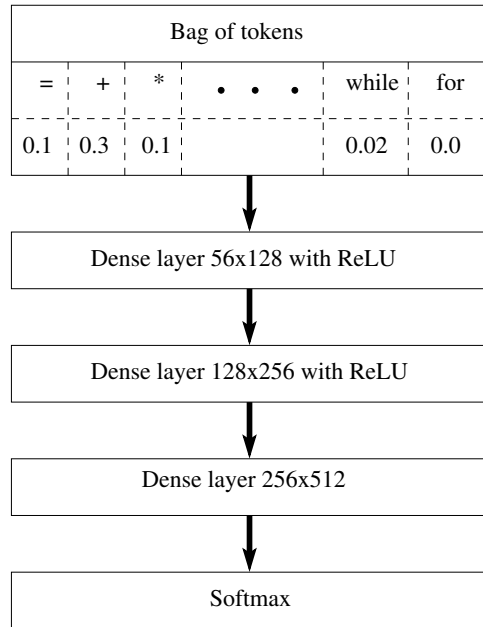 Bag of tokens
= + * . . . while for
0.1 0.3 0.1 0.02 0.0
Dense layer 56x128 with ReLU
Dense layer 128x256 with ReLU
Dense layer 256x512
Softmax